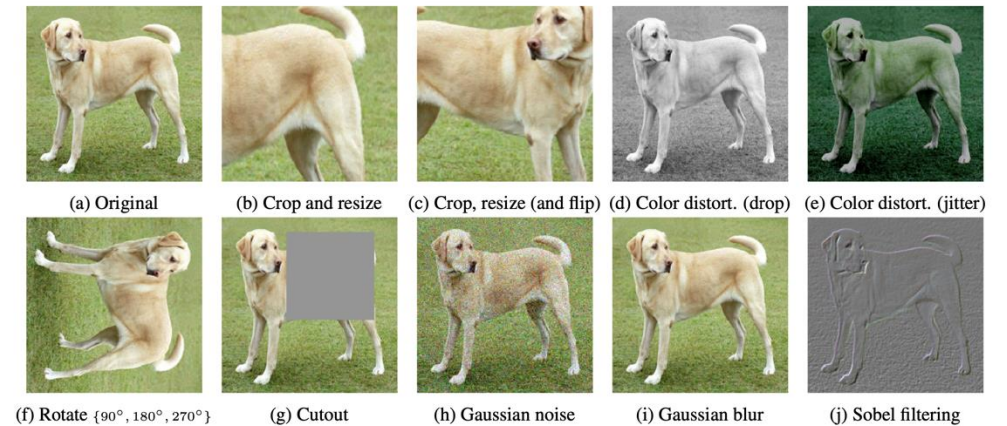 (a) Original
(b) Crop and resize
(c) Crop, resize (and flip)
(d) Color distort. (drop)
(e) Color distort. (jitter)
(f) Rotate {90°, 180°, 270°}
(g) Cutout
(h) Gaussian noise
(i) Gaussian blur
(j) Sobel filtering